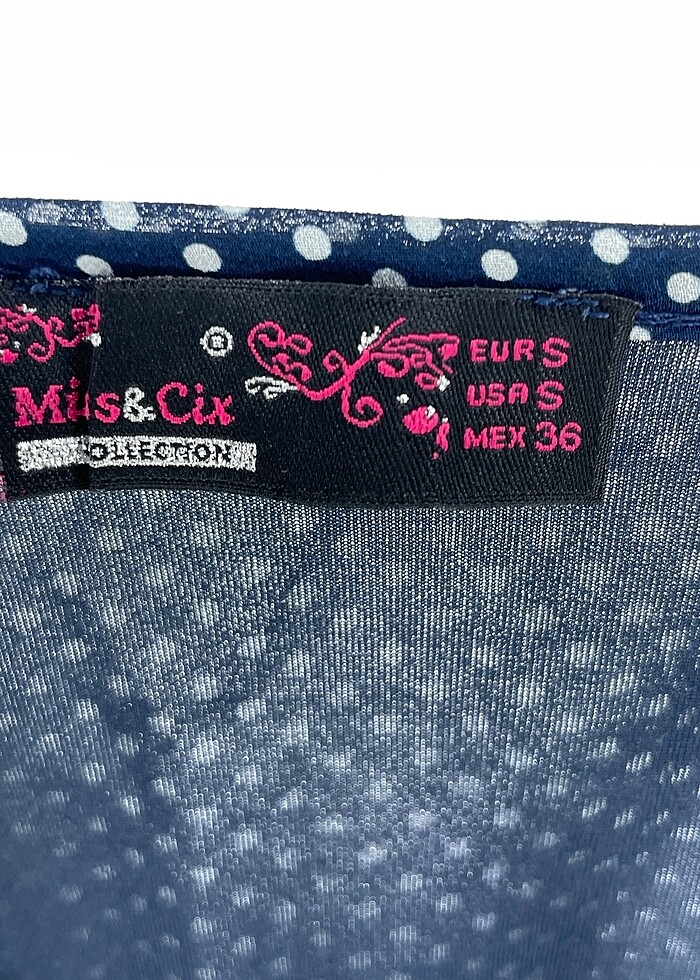 ®
Miss&Cix
COLLECTION
EUR S
USA S
MEX 36